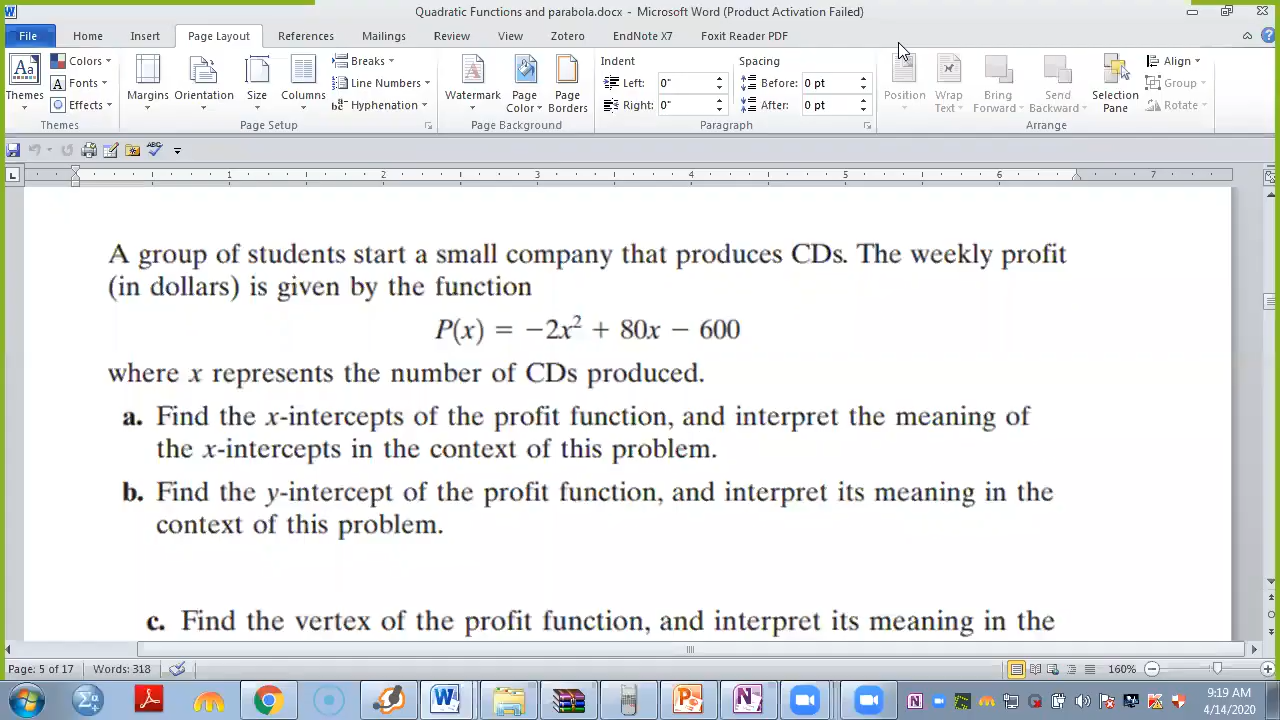 Quadratic Functions and parabola.docx - Microsoft Word (Product Activation Failed)
File Home Insert Page Layout References Mailings Review View Zotero EndNote X7 Foxit Reader PDF
Themes Colors Fonts Effects
Margins Orientation Size Columns Breaks Line Numbers Hyphenation
Watermark Page Color Page Borders
Indent Spacing
Left: 0" Before: 0 pt
Right: 0" After: 0 pt
Position Wrap Text Bring Forward Send Backward Selection Pane Align Group Rotate
Themes Page Setup Page Background Paragraph Arrange
1 2 3 4 5 6 7
A group of students start a small company that produces CDs. The weekly profit
(in dollars) is given by the function
P(x) = −2x² + 80x − 600
where x represents the number of CDs produced.
a. Find the x-intercepts of the profit function, and interpret the meaning of
the x-intercepts in the context of this problem.
b. Find the y-intercept of the profit function, and interpret its meaning in the
context of this problem.
c. Find the vertex of the profit function, and interpret its meaning in the
Page: 5 of 17 Words: 318 160%
9:19 AM
4/14/2020